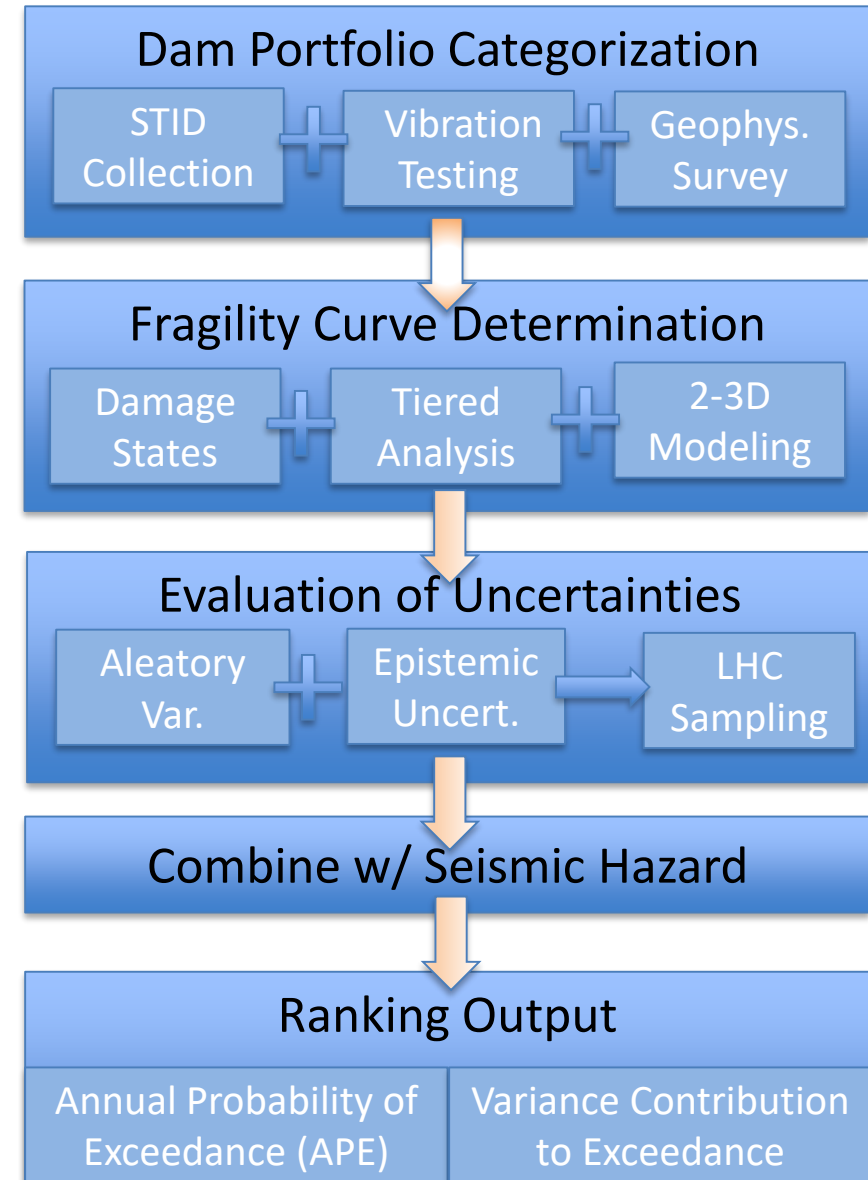 Dam Portfolio Categorization
STID
Collection
Vibration
Testing
Geophys.
Survey
Fragility Curve Determination
Damage
States
Tiered
Analysis
2-3D
Modeling
Evaluation of Uncertainties
Aleatory
Var.
Epistemic
Uncert.
LHC
Sampling
Combine w/ Seismic Hazard
Ranking Output
Annual Probability of
Exceedance (APE)
Variance Contribution
to Exceedance